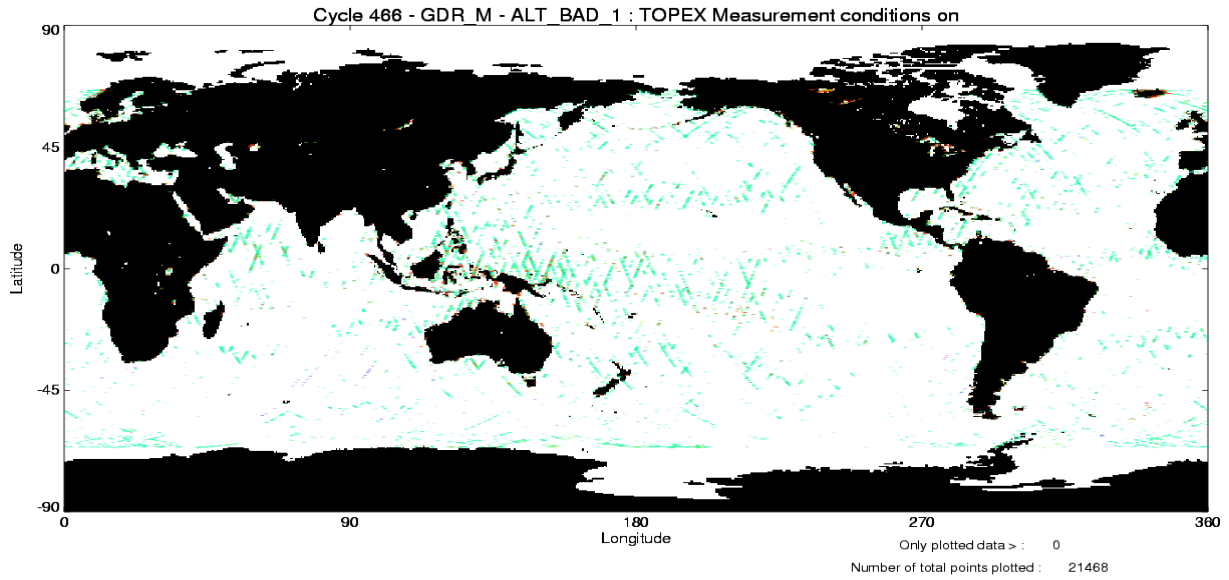 Cycle 466 - GDR_M - ALT_BAD_1 : TOPEX Measurement conditions on
90
45
0
-45
-90
Latitude
0 90 180 270 360
Longitude
Only plotted data > : 0
Number of total points plotted : 21468